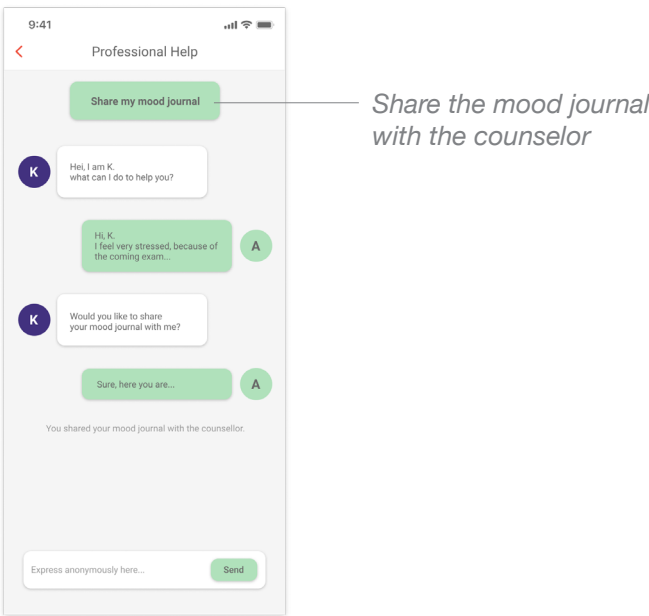 9:41
Professional Help
Share my mood journal
Share the mood journal
with the counselor
K
Hei, I am K.
what can I do to help you?
Hi, K.
I feel very stressed, because of
the coming exam...
A
K
Would you like to share
your mood journal with me?
Sure, here you are...
A
You shared your mood journal with the counsellor.
Express anonymously here...
Send